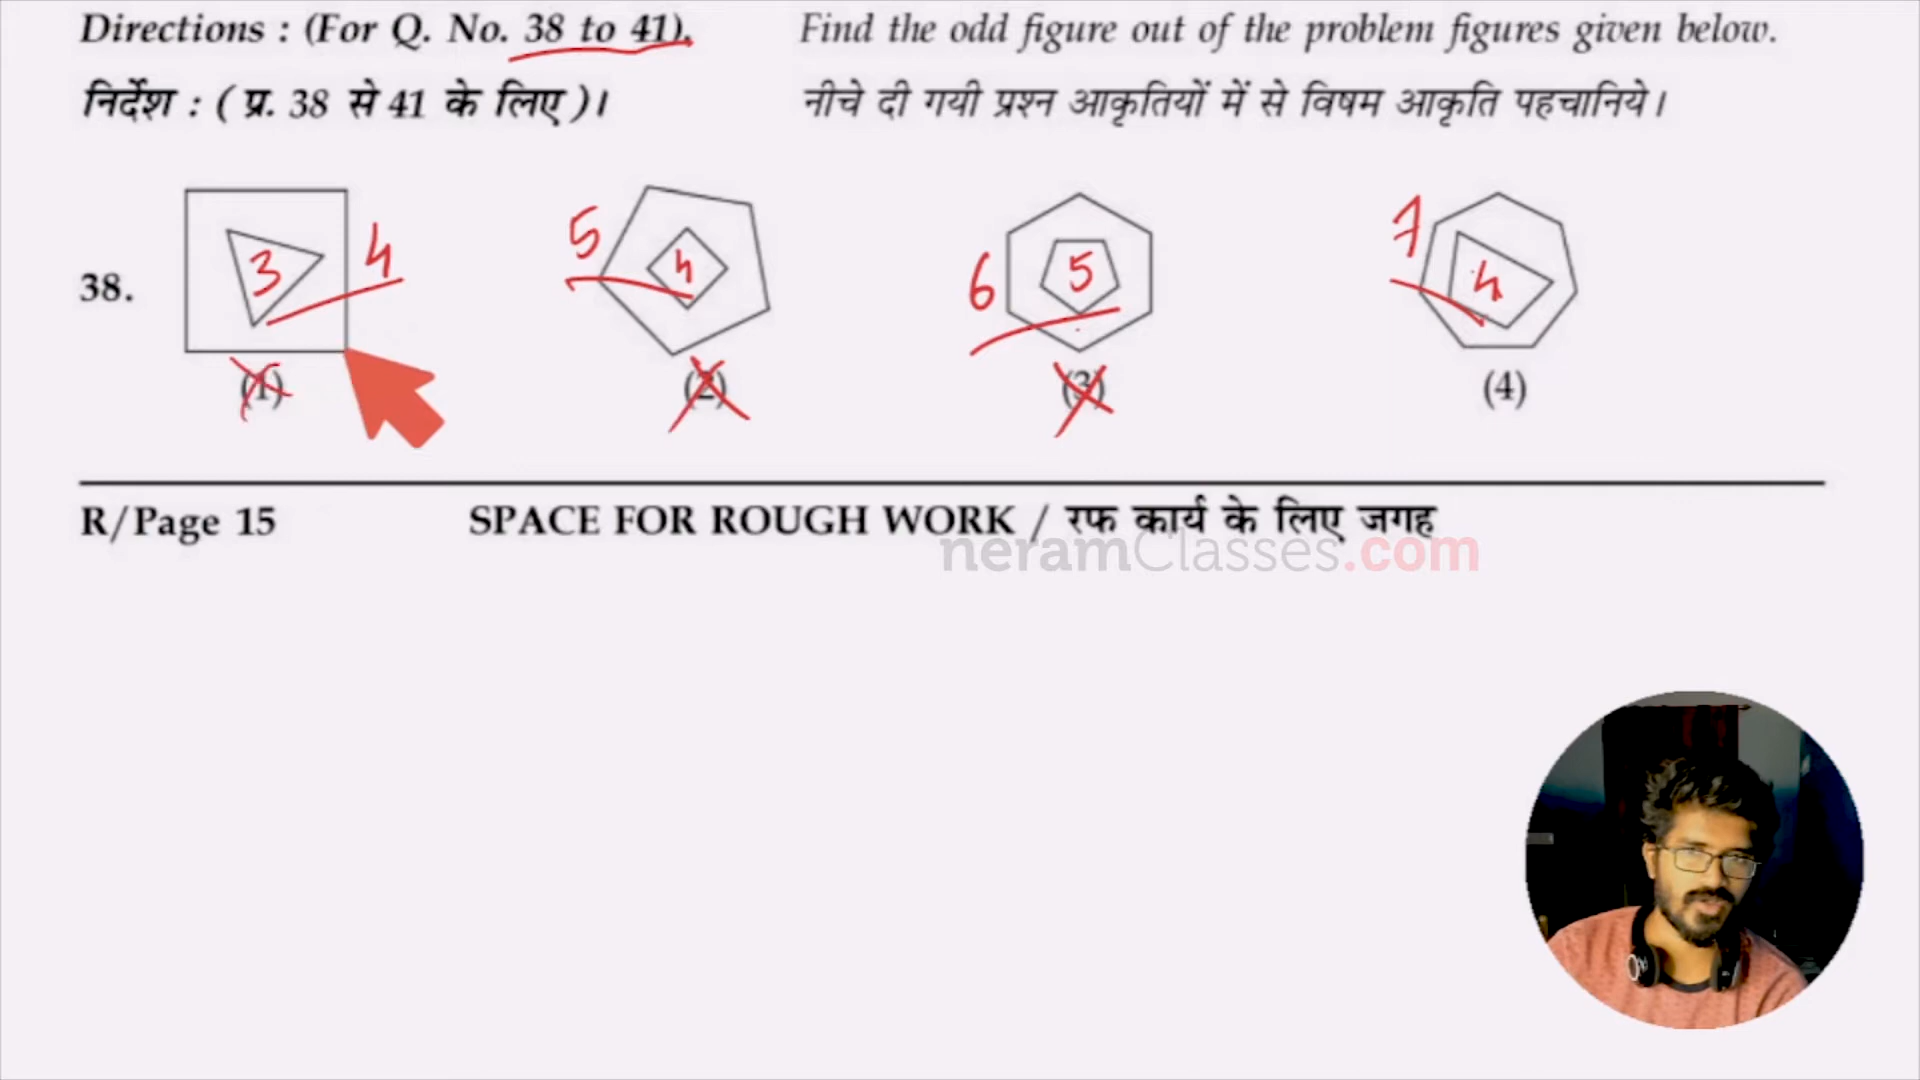 Directions : (For Q. No. 38 to 41). Find the odd figure out of the problem figures given below.
निर्देश : ( प्र. 38 से 41 के लिए )। नीचे दी गयी प्रश्न आकृतियों में से विषम आकृति पहचानिये।
3 4 5 4 6 5 7 4
38.
(1) (2) (3) (4)
R/Page 15 SPACE FOR ROUGH WORK / रफ कार्य के लिए जगह
neramClasses.com